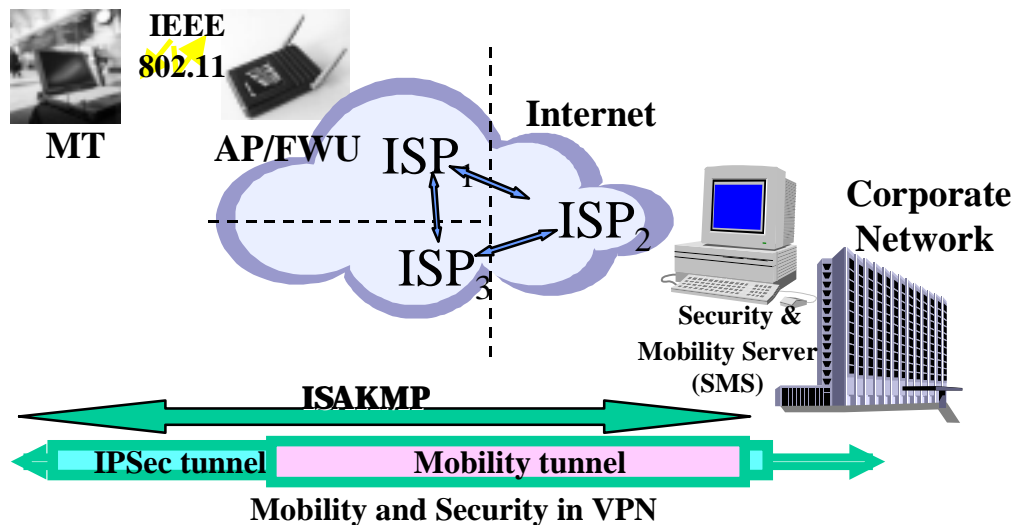 IEEE
802.11
MT
AP/FWU
Internet
ISP1
ISP2
ISP3
Corporate
Network
Security &
Mobility Server
(SMS)
ISAKMP
IPSec tunnel
Mobility tunnel
Mobility and Security in VPN